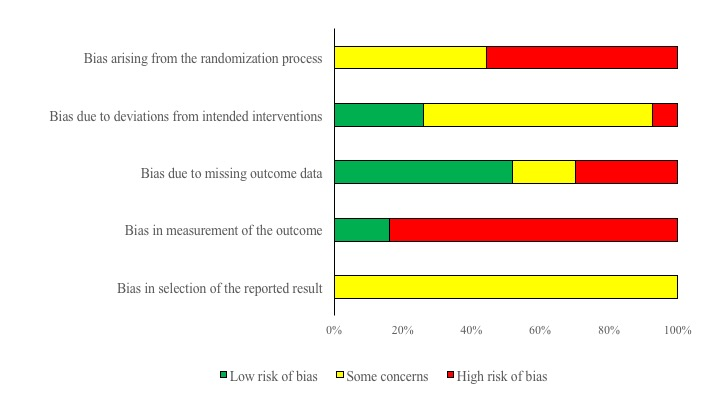 Bias arising from the randomization process
Bias due to deviations from intended interventions
Bias due to missing outcome data
Bias in measurement of the outcome
Bias in selection of the reported result
0% 20% 40% 60% 80% 100%
Low risk of bias Some concerns High risk of bias